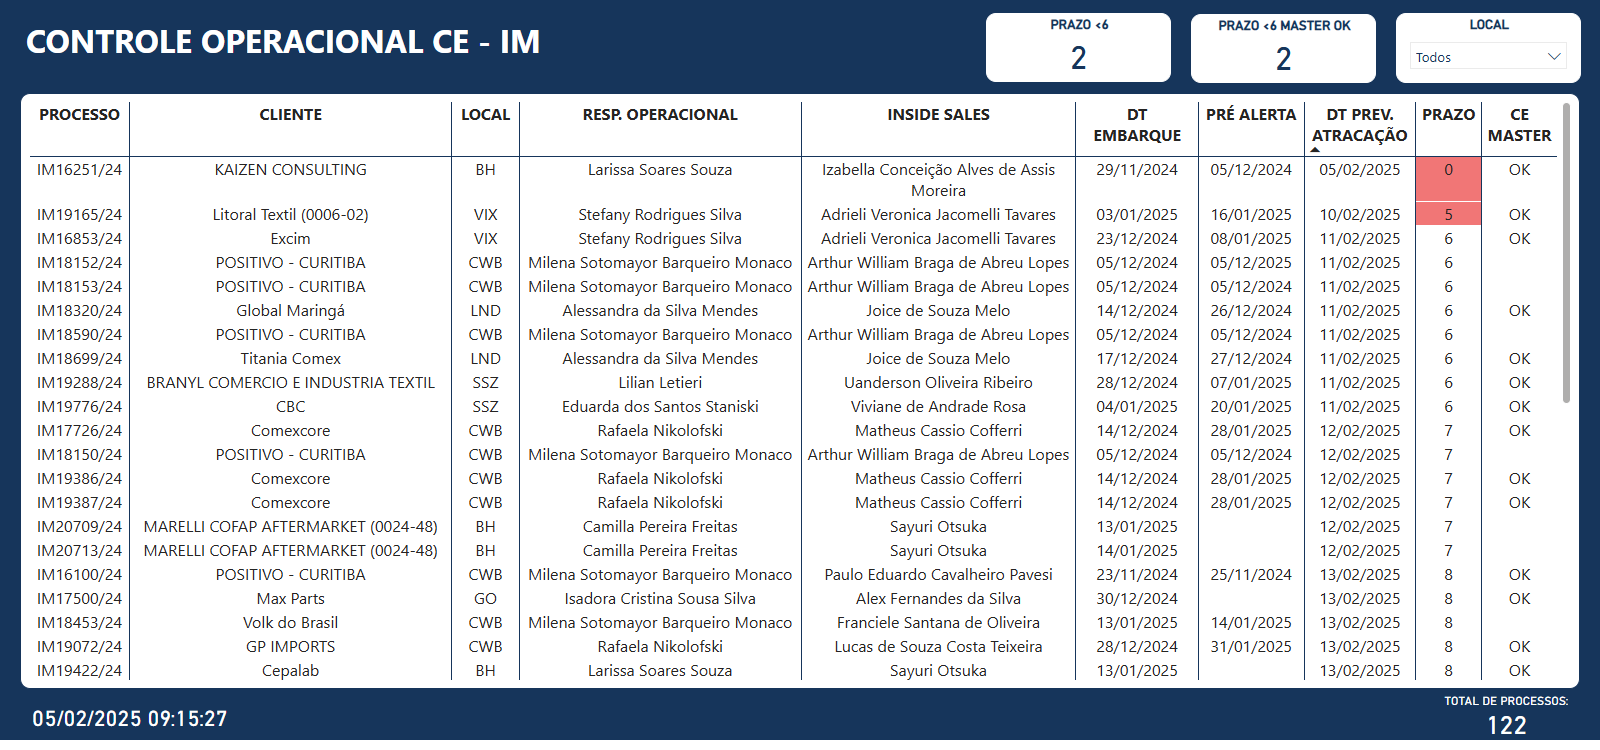 CONTROLE OPERACIONAL CE - IM
PRAZO <6
2
PRAZO <6 MASTER OK
2
LOCAL
Todos
PROCESSO CLIENTE LOCAL RESP. OPERACIONAL INSIDE SALES DT EMBARQUE PRÉ ALERTA DT PREV. ATRACAÇÃO PRAZO CE MASTER
IM16251/24 KAIZEN CONSULTING BH Larissa Soares Souza Izabella Conceição Alves de Assis Moreira 29/11/2024 05/12/2024 05/02/2025 0 OK
IM19165/24 Litoral Textil (0006-02) VIX Stefany Rodrigues Silva Adrieli Veronica Jacomelli Tavares 03/01/2025 16/01/2025 10/02/2025 5 OK
IM16853/24 Excim VIX Stefany Rodrigues Silva Adrieli Veronica Jacomelli Tavares 23/12/2024 08/01/2025 11/02/2025 6 OK
IM18152/24 POSITIVO - CURITIBA CWB Milena Sotomayor Barqueiro Monaco Arthur William Braga de Abreu Lopes 05/12/2024 05/12/2024 11/02/2025 6
IM18153/24 POSITIVO - CURITIBA CWB Milena Sotomayor Barqueiro Monaco Arthur William Braga de Abreu Lopes 05/12/2024 05/12/2024 11/02/2025 6
IM18320/24 Global Maringá LND Alessandra da Silva Mendes Joice de Souza Melo 14/12/2024 26/12/2024 11/02/2025 6 OK
IM18590/24 POSITIVO - CURITIBA CWB Milena Sotomayor Barqueiro Monaco Arthur William Braga de Abreu Lopes 05/12/2024 05/12/2024 11/02/2025 6
IM18699/24 Titania Comex LND Alessandra da Silva Mendes Joice de Souza Melo 17/12/2024 27/12/2024 11/02/2025 6 OK
IM19288/24 BRANYL COMERCIO E INDUSTRIA TEXTIL SSZ Lilian Letieri Uanderson Oliveira Ribeiro 28/12/2024 07/01/2025 11/02/2025 6 OK
IM19776/24 CBC SSZ Eduarda dos Santos Staniski Viviane de Andrade Rosa 04/01/2025 20/01/2025 11/02/2025 6 OK
IM17726/24 Comexcore CWB Rafaela Nikolofski Matheus Cassio Cofferri 14/12/2024 28/01/2025 12/02/2025 7 OK
IM18150/24 POSITIVO - CURITIBA CWB Milena Sotomayor Barqueiro Monaco Arthur William Braga de Abreu Lopes 05/12/2024 05/12/2024 12/02/2025 7
IM19386/24 Comexcore CWB Rafaela Nikolofski Matheus Cassio Cofferri 14/12/2024 28/01/2025 12/02/2025 7 OK
IM19387/24 Comexcore CWB Rafaela Nikolofski Matheus Cassio Cofferri 14/12/2024 28/01/2025 12/02/2025 7 OK
IM20709/24 MARELLI COFAP AFTERMARKET (0024-48) BH Camilla Pereira Freitas Sayuri Otsuka 13/01/2025 12/02/2025 7
IM20713/24 MARELLI COFAP AFTERMARKET (0024-48) BH Camilla Pereira Freitas Sayuri Otsuka 14/01/2025 12/02/2025 7
IM16100/24 POSITIVO - CURITIBA CWB Milena Sotomayor Barqueiro Monaco Paulo Eduardo Cavalheiro Pavesi 23/11/2024 25/11/2024 13/02/2025 8 OK
IM17500/24 Max Parts GO Isadora Cristina Sousa Silva Alex Fernandes da Silva 30/12/2024 13/02/2025 8 OK
IM18453/24 Volk do Brasil CWB Milena Sotomayor Barqueiro Monaco Franciele Santana de Oliveira 13/01/2025 14/01/2025 13/02/2025 8
IM19072/24 GP IMPORTS CWB Rafaela Nikolofski Lucas de Souza Costa Teixeira 28/12/2024 31/01/2025 13/02/2025 8 OK
IM19422/24 Cepalab BH Larissa Soares Souza Sayuri Otsuka 13/01/2025 13/02/2025 8 OK
05/02/2025 09:15:27
TOTAL DE PROCESSOS:
122